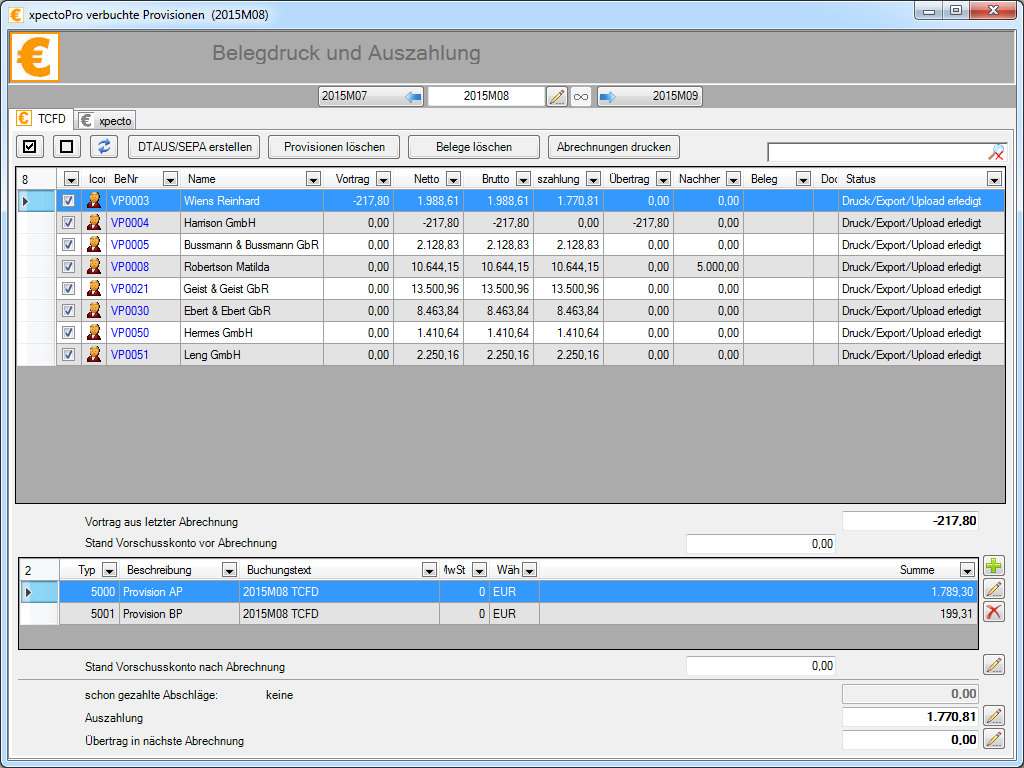 xpectoPro verbuchte Provisionen (2015M08)
€ Belegdruck und Auszahlung
2015M07 2015M08 ∞ 2015M09
€ TCFD € xpecto
DTAUS/SEPA erstellen Provisionen löschen Belege löschen Abrechnungen drucken
8 Icor BeNr Name Vortrag Netto Brutto szahlung Übertrag Nachher Beleg Doc Status
VP0003 Wiens Reinhard -217,80 1.988,61 1.988,61 1.770,81 0,00 0,00 Druck/Export/Upload erledigt
VP0004 Harrison GmbH 0,00 -217,80 -217,80 0,00 -217,80 0,00 Druck/Export/Upload erledigt
VP0005 Bussmann & Bussmann GbR 0,00 2.128,83 2.128,83 2.128,83 0,00 0,00 Druck/Export/Upload erledigt
VP0008 Robertson Matilda 0,00 10.644,15 10.644,15 10.644,15 0,00 5.000,00 Druck/Export/Upload erledigt
VP0021 Geist & Geist GbR 0,00 13.500,96 13.500,96 13.500,96 0,00 0,00 Druck/Export/Upload erledigt
VP0030 Ebert & Ebert GbR 0,00 8.463,84 8.463,84 8.463,84 0,00 0,00 Druck/Export/Upload erledigt
VP0050 Hermes GmbH 0,00 1.410,64 1.410,64 1.410,64 0,00 0,00 Druck/Export/Upload erledigt
VP0051 Leng GmbH 0,00 2.250,16 2.250,16 2.250,16 0,00 0,00 Druck/Export/Upload erledigt
Vortrag aus letzter Abrechnung -217,80
Stand Vorschusskonto vor Abrechnung 0,00
2 Typ Beschreibung Buchungstext MwSt Wäh Summe
5000 Provision AP 2015M08 TCFD 0 EUR 1.789,30
5001 Provision BP 2015M08 TCFD 0 EUR 199,31
Stand Vorschusskonto nach Abrechnung 0,00
schon gezahlte Abschläge: keine 0,00
Auszahlung 1.770,81
Übertrag in nächste Abrechnung 0,00